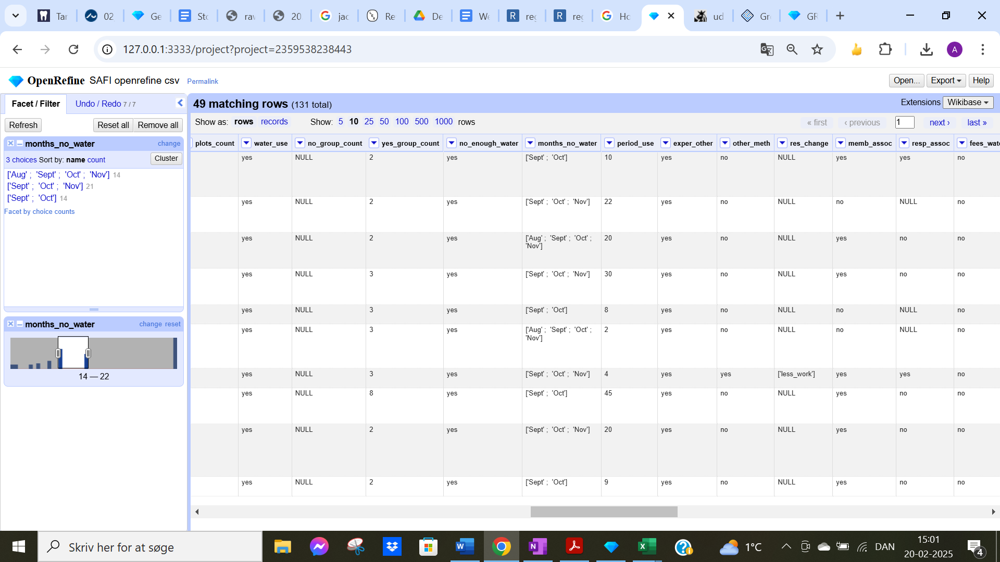 Tar
02
Ge
Sto
rav
20
jac
Re
De
We
reg
reg
Ho
ud
Gr
GR
127.0.0.1:3333/project?project=2359538238443
A
OpenRefine SAFI openrefine csv Permalink
Open... Export Help
Facet / Filter Undo / Redo 7 / 7
49 matching rows (131 total)
Extensions Wikibase
Refresh Reset all Remove all
Show as: rows records Show: 5 10 25 50 100 500 1000 rows
« first ‹ previous 1 next › last »
months_no_water change
3 choices Sort by: name count Cluster
['Aug' ; 'Sept' ; 'Oct' ; 'Nov'] 14
['Sept' ; 'Oct' ; 'Nov'] 21
['Sept' ; 'Oct'] 14
Facet by choice counts
months_no_water change reset
14 — 22
plots_count water_use no_group_count yes_group_count no_enough_water months_no_water period_use exper_other other_meth res_change memb_assoc resp_assoc fees_wate
yes NULL 2 yes ['Sept' ; 'Oct'] 10 yes no NULL yes yes no
yes NULL 2 yes ['Sept' ; 'Oct' ; 'Nov'] 22 yes no NULL no NULL no
yes NULL 2 yes ['Aug' ; 'Sept' ; 'Oct' ; 20 yes no NULL yes no no
'Nov']
yes NULL 3 yes ['Sept' ; 'Oct' ; 'Nov'] 30 yes no NULL yes no no
yes NULL 3 yes ['Sept' ; 'Oct'] 8 yes no NULL no NULL no
yes NULL 3 yes ['Aug' ; 'Sept' ; 'Oct' ; 2 yes no NULL no NULL no
'Nov']
yes NULL 3 yes ['Sept' ; 'Oct' ; 'Nov'] 4 yes yes ['less_work'] yes yes no
yes NULL 8 yes ['Sept' ; 'Oct'] 45 yes no NULL yes no no
yes NULL 2 yes ['Sept' ; 'Oct' ; 'Nov'] 20 yes no NULL yes no no
yes NULL 2 yes ['Sept' ; 'Oct'] 9 yes no NULL yes no no
Skriv her for at søge
1°C
DAN
15:01
20-02-2025
4